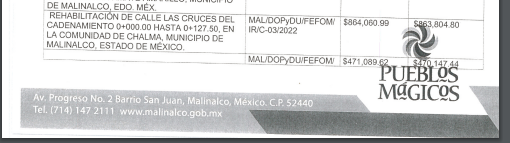 DE MALINALCO, EDO. MÉX.
REHABILITACIÓN DE CALLE LAS CRUCES DEL
CADENAMIENTO 0+000.00 HASTA 0+127.50, EN
LA COMUNIDAD DE CHALMA, MUNICIPIO DE
MALINALCO, ESTADO DE MÉXICO.
MAL/DOPyDU/FEFOM/
IR/C-03/2022
$864,060.99
$863,804.80
MAL/DOPyDU/FEFOM/
$471,089.62
$470,147.44
PUEBLOS
MáGICOS
Av. Progreso No. 2 Barrio San Juan, Malinalco, México. C.P. 52440
Tel. (714) 147 2111 www.malinalco.gob.mx